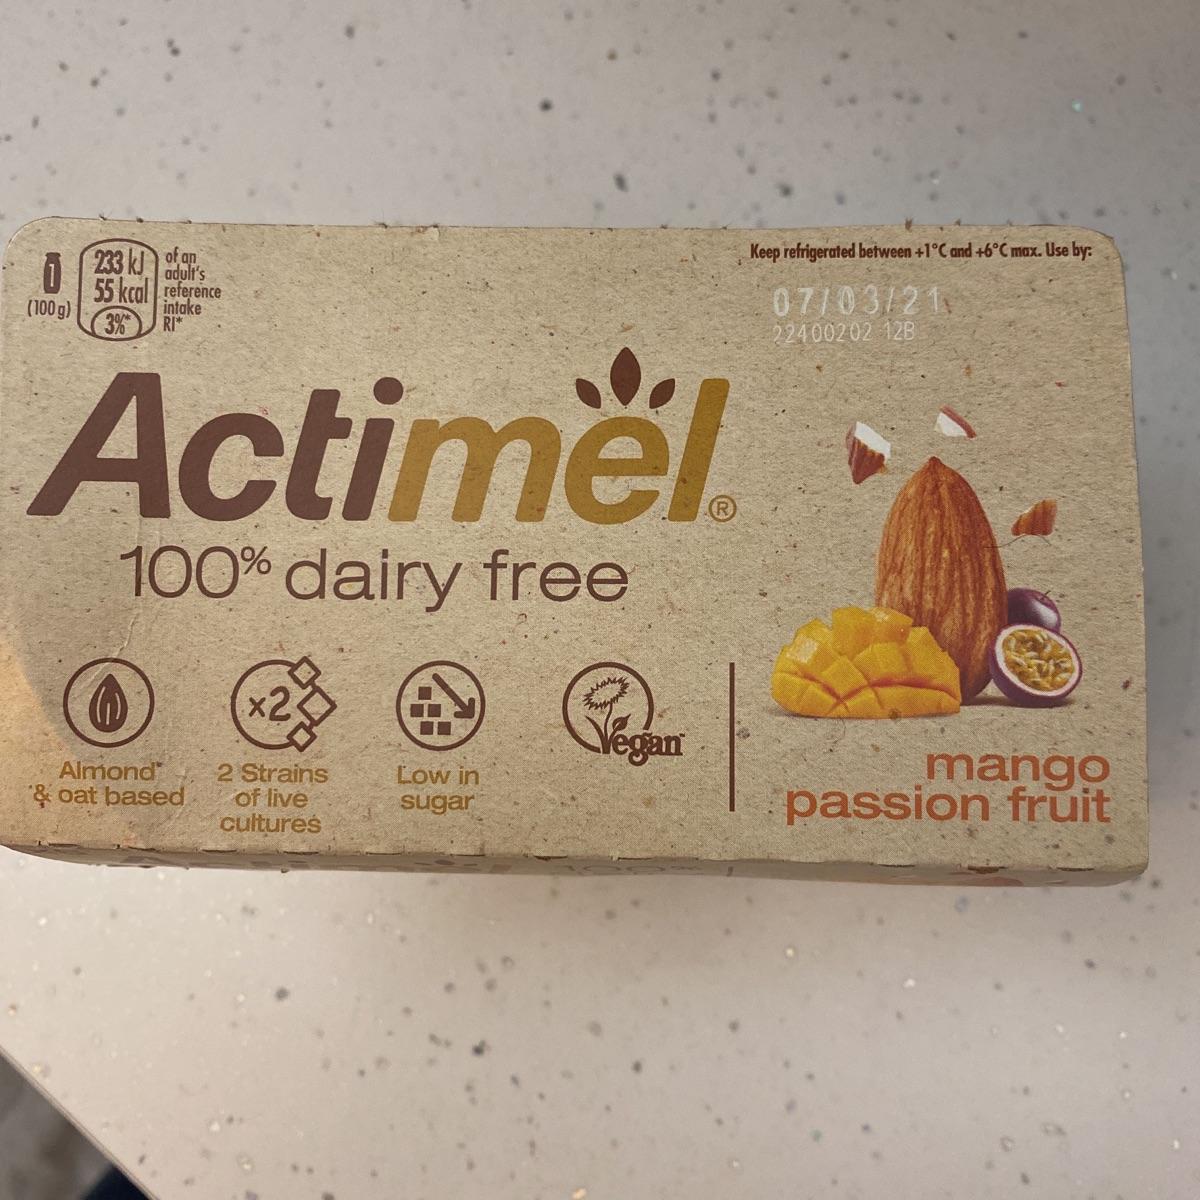 1
(100 g)
233 kJ
55 kcal
3%*
of an
adult's
reference
intake
RI*
Keep refrigerated between +1°C and +6°C max. Use by:
07/03/21
22400202 12B
Actimel®
100% dairy free
Almond
& oat based
x2
2 Strains
of live
cultures
Low in
sugar
Vegan™
mango
passion fruit